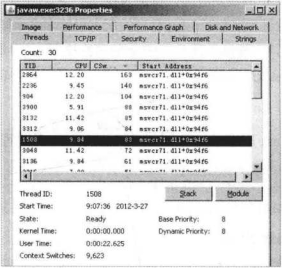 javaw.exe:3236 Properties
Image Performance Performance Graph Disk and Network
Threads TCP/IP Security Environment Strings
Count: 30
TID CPU CSw... Start Address
2864 12.20 163 msvcr71.dll+0x94f6
2236 9.45 140 msvcr71.dll+0x94f6
904 12.20 104 msvcr71.dll+0x94f6
3900 5.91 88 msvcr71.dll+0x94f6
3132 11.42 85 msvcr71.dll+0x94f6
3312 9.06 84 msvcr71.dll+0x94f6
1508 9.84 83 msvcr71.dll+0x94f6
3048 11.42 72 msvcr71.dll+0x94f6
3136 9.84 61 msvcr71.dll+0x94f6
Thread ID: 1508 Stack Module
Start Time: 9:07:36 2012-3-27
State: Ready Base Priority: 8
Kernel Time: 0:00:00.000 Dynamic Priority: 8
User Time: 0:00:22.625
Context Switches: 9,623